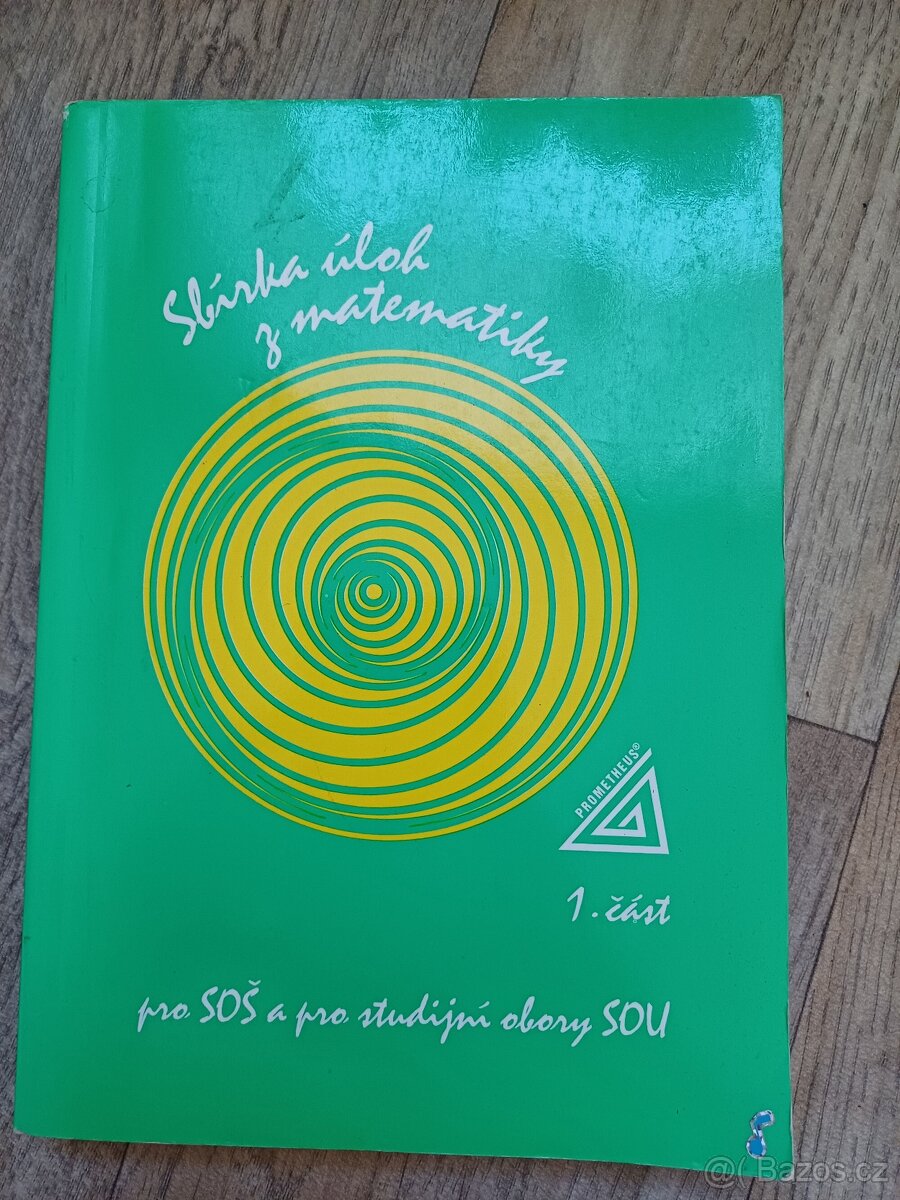 Sbírka úloh
z matematiky
PROMETHEUS®
1. část
pro SOŠ a pro studijní obory SOU
@ Bazos.cz